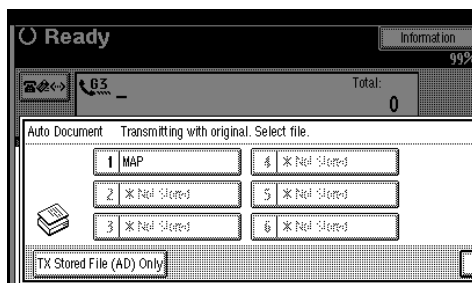 Ready
Information
99%
G3 _
Total:
0
Auto Document Transmitting with original. Select file.
1 MAP
4 * Not Stored
2 * Not Stored
5 * Not Stored
3 * Not Stored
6 * Not Stored
TX Stored File (AD) Only